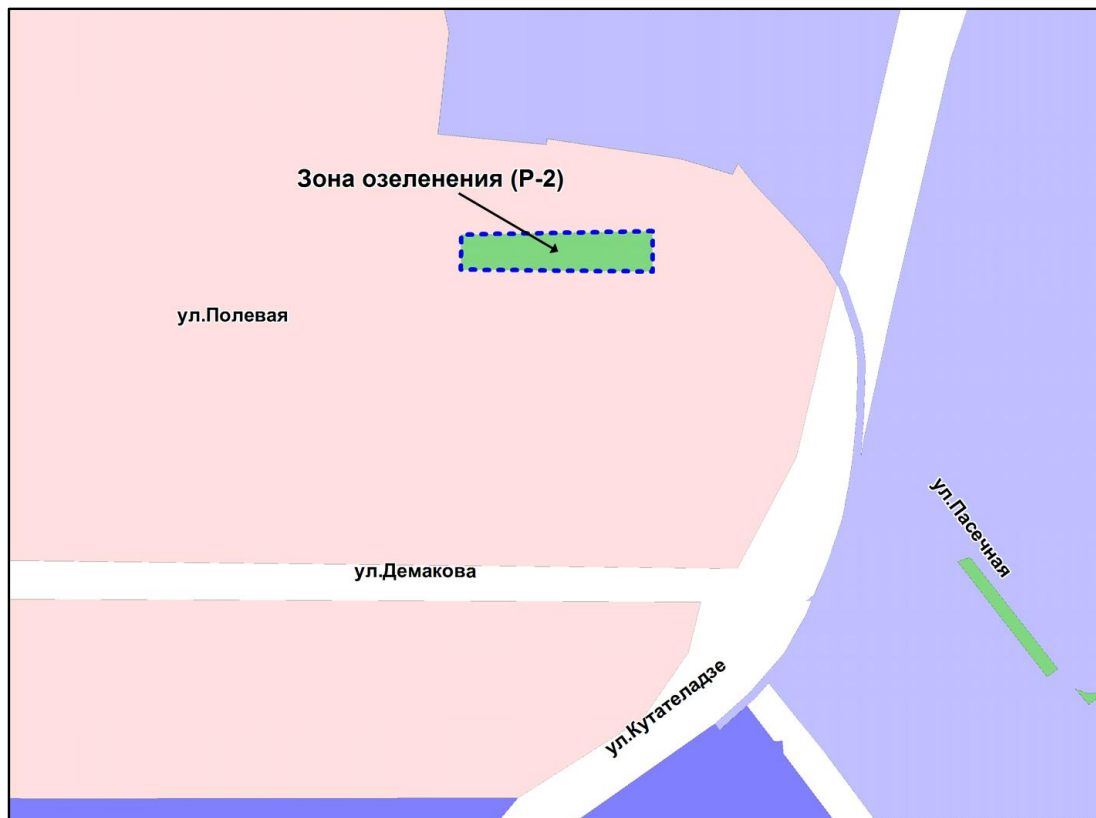 Зона озеленения (Р-2)
ул.Полевая
ул.Пасечная
ул.Демакова
ул.Кутателадзе